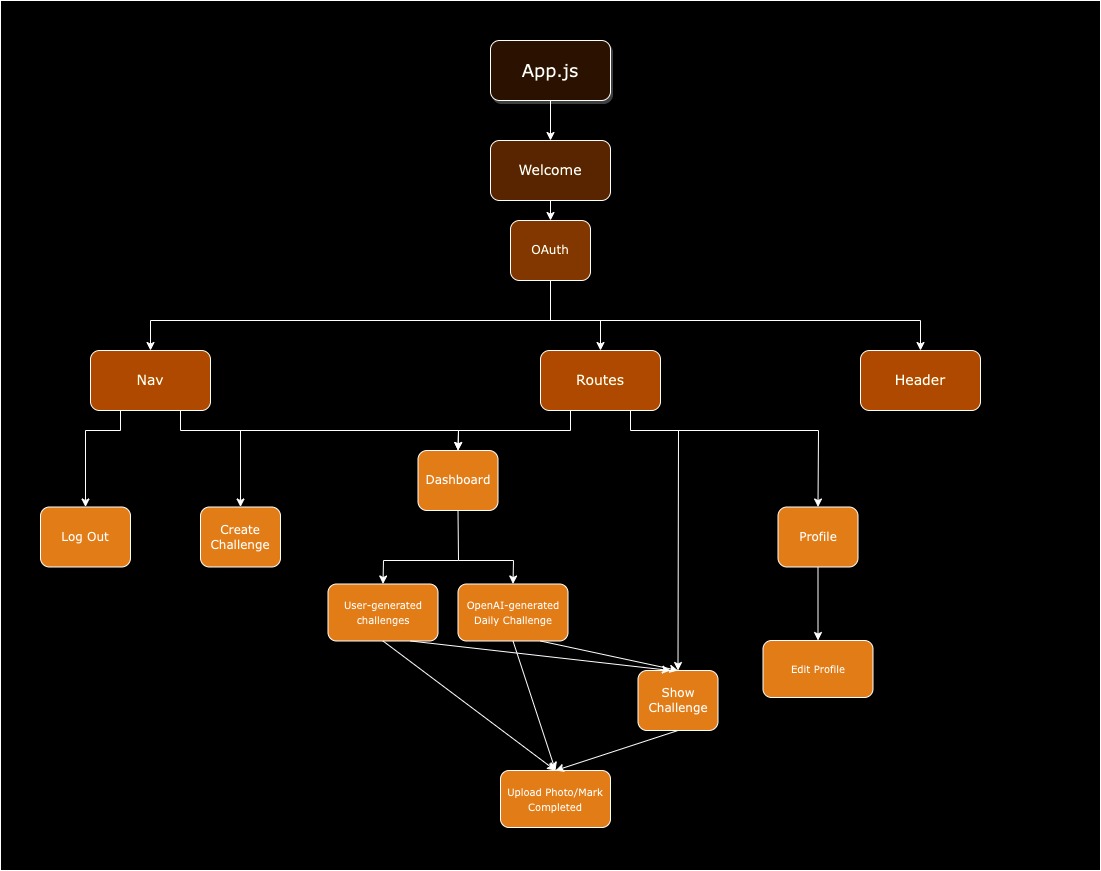 App.js
Welcome
OAuth
Nav
Routes
Header
Dashboard
Log Out
Create
Challenge
Profile
User-generated
challenges
OpenAI-generated
Daily Challenge
Edit Profile
Show
Challenge
Upload Photo/Mark
Completed